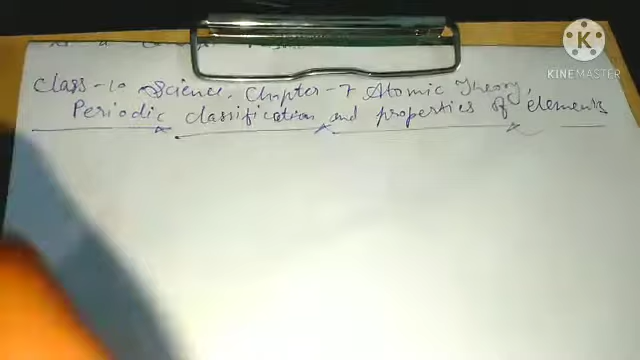 Class-10 Science, Chapter-7 Atomic Theory,
Periodic classification and properties of elements
KINEMASTER